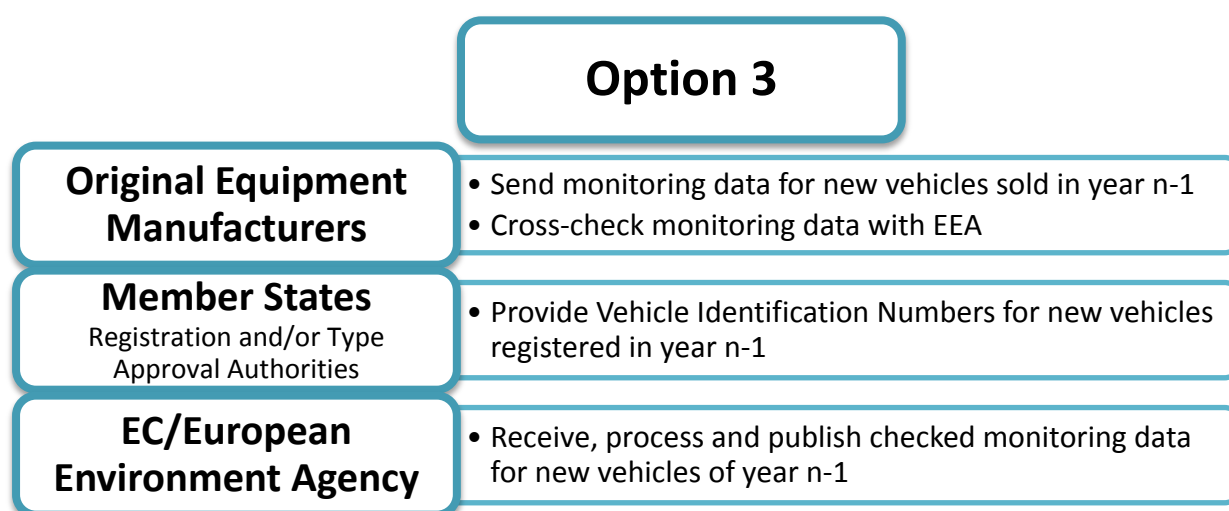 Option 3
Original Equipment
Manufacturers
• Send monitoring data for new vehicles sold in year n-1
• Cross-check monitoring data with EEA
Member States
Registration and/or Type
Approval Authorities
• Provide Vehicle Identification Numbers for new vehicles
registered in year n-1
EC/European
Environment Agency
• Receive, process and publish checked monitoring data
for new vehicles of year n-1